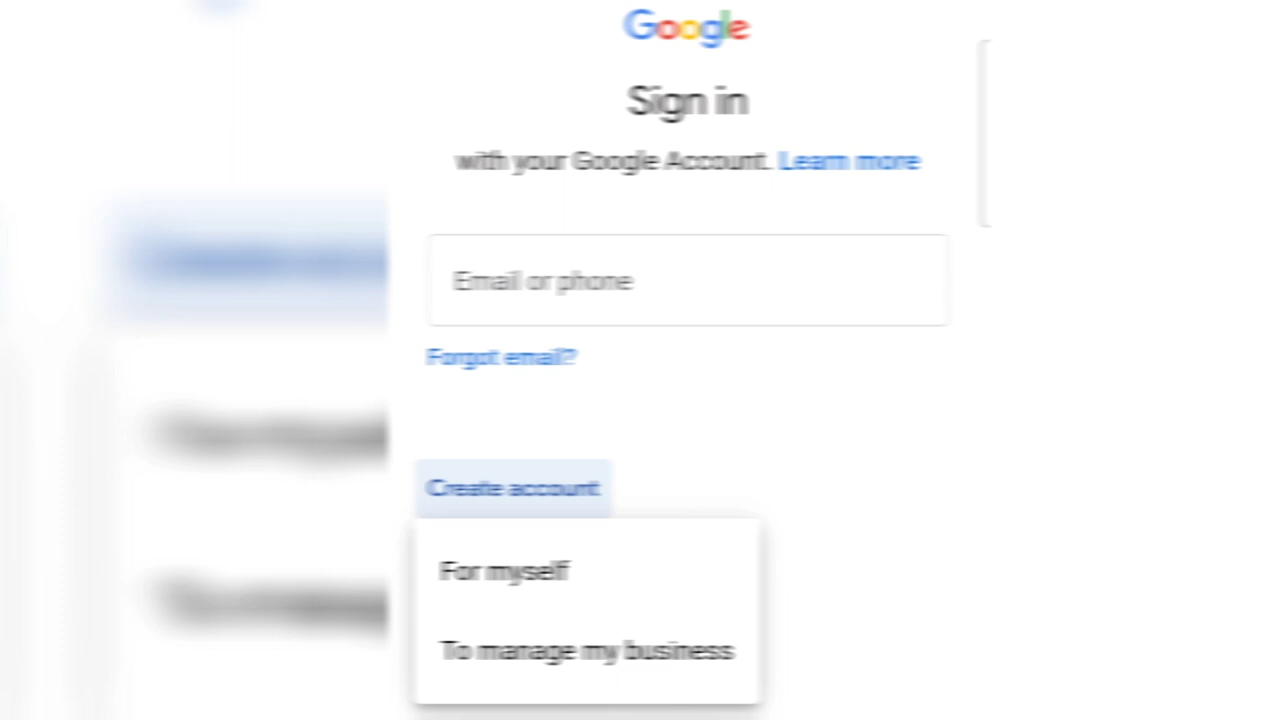 Google
Sign in
with your Google Account. Learn more
Email or phone
Forgot email?
Create account
For myself
To manage my business